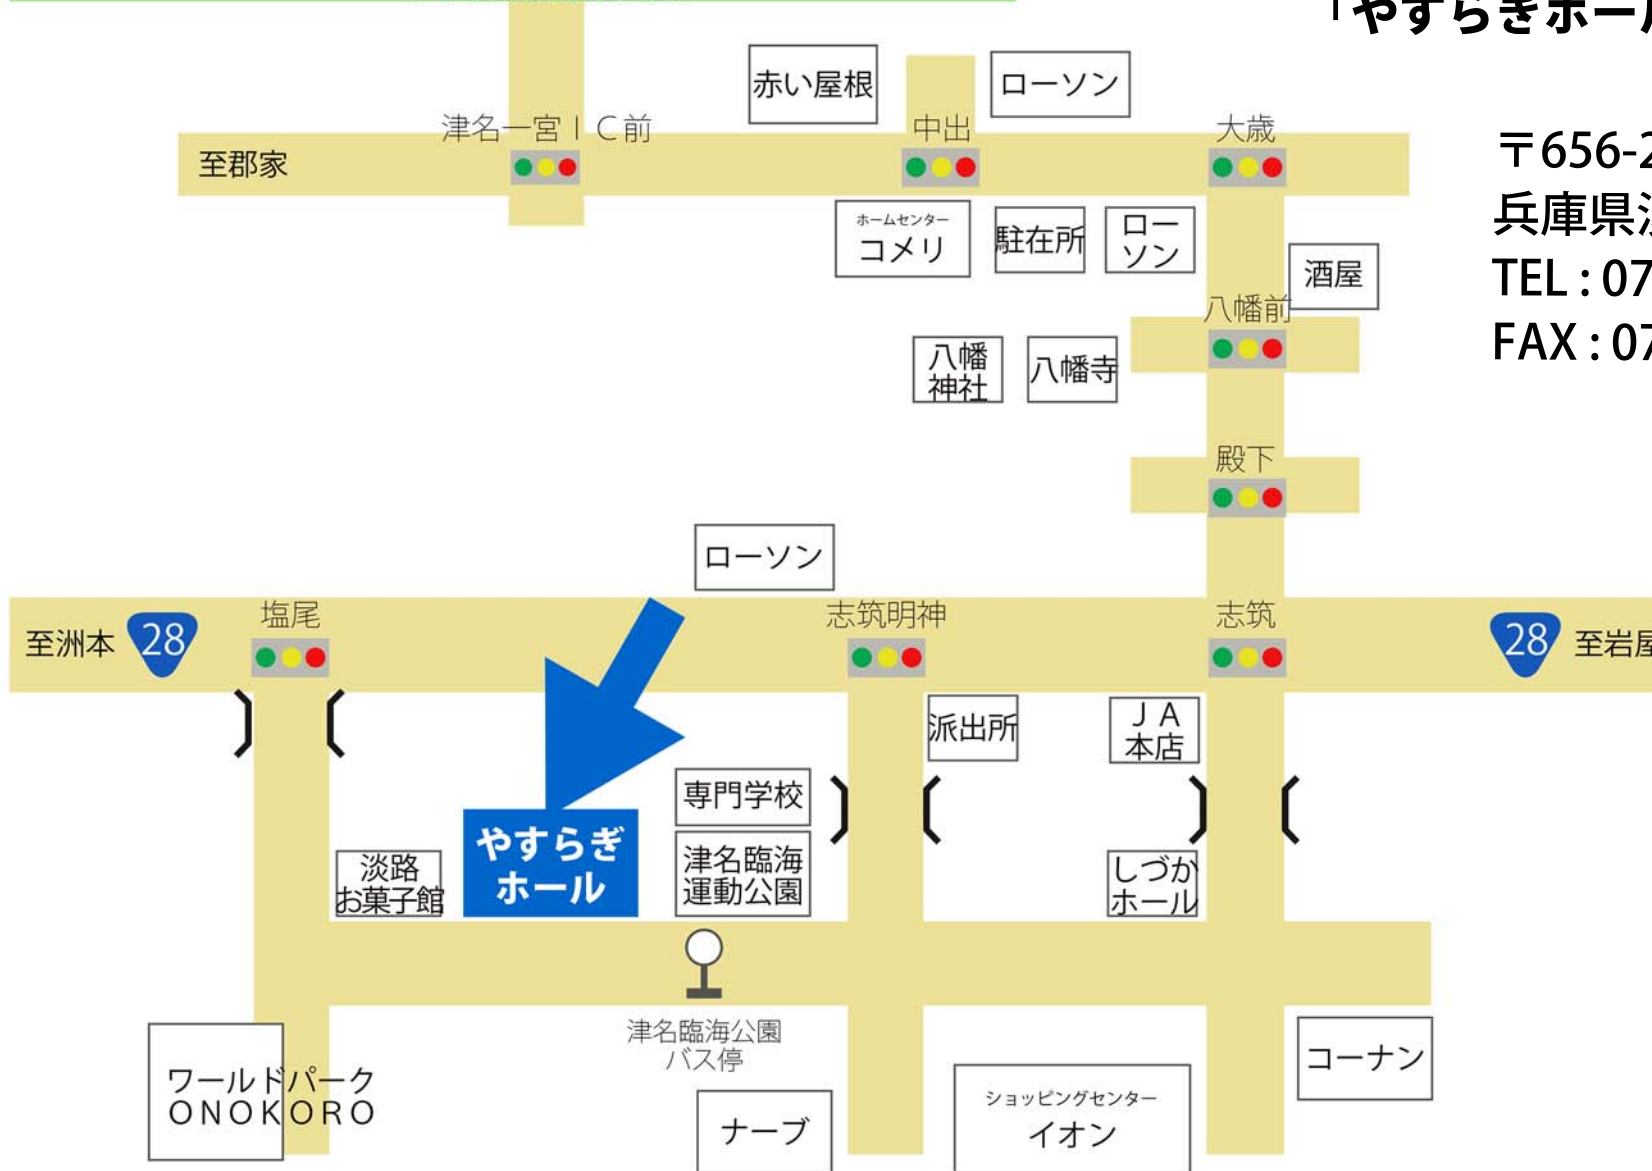 「やすらぎホー
赤い屋根
ローソン
津名一宮ＩＣ前
中出
大歳
至郡家
〒656-2
兵庫県
ホームセンター
コメリ
駐在所
ロー
ソン
酒屋
TEL : 07
八幡前
FAX : 07
八幡
神社
八幡寺
殿下
ローソン
塩尾
志筑明神
志筑
至洲本
28
28
至岩屋
派出所
ＪＡ
本店
専門学校
やすらぎ
ホール
津名臨海
運動公園
淡路
お菓子館
しづか
ホール
津名臨海公園
バス停
コーナン
ワールドパーク
ＯＮＯＫＯＲＯ
ナーブ
ショッピングセンター
イオン